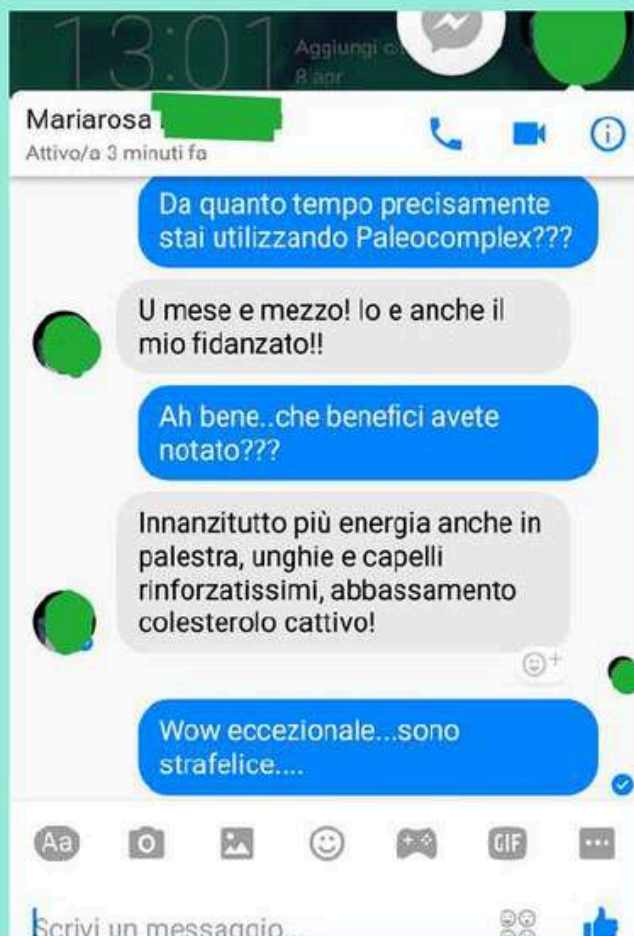 13:01
Aggiungi
8 apr
Mariarosa
Attivo/a 3 minuti fa
Da quanto tempo precisamente
stai utilizzando Paleocomplex???
U mese e mezzo! Io e anche il
mio fidanzato!!
Ah bene..che benefici avete
notato???
Innanzitutto più energia anche in
palestra, unghie e capelli
rinforzatissimi, abbassamento
colesterolo cattivo!
Wow eccezionale...sono
strafelice....
Aa
GIF
Scrivi un messaggio...